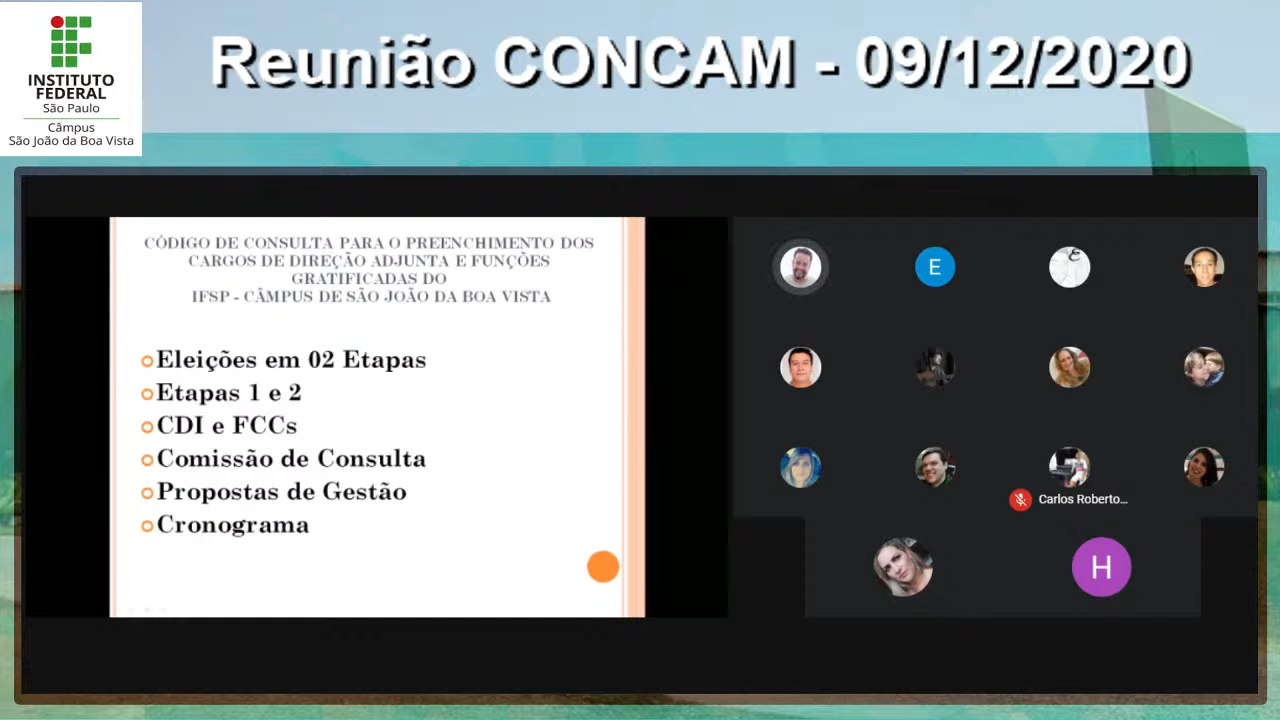 INSTITUTO
FEDERAL
São Paulo
Câmpus
São João da Boa Vista
Reunião CONCAM - 09/12/2020
CÓDIGO DE CONSULTA PARA O PREENCHIMENTO DOS
CARGOS DE DIREÇÃO ADJUNTA E FUNÇÕES
GRATIFICADAS DO
IFSP - CÂMPUS DE SÃO JOÃO DA BOA VISTA
Eleições em 02 Etapas
Etapas 1 e 2
CDI e FCCs
Comissão de Consulta
Propostas de Gestão
Cronograma
E
Carlos Roberto...
H